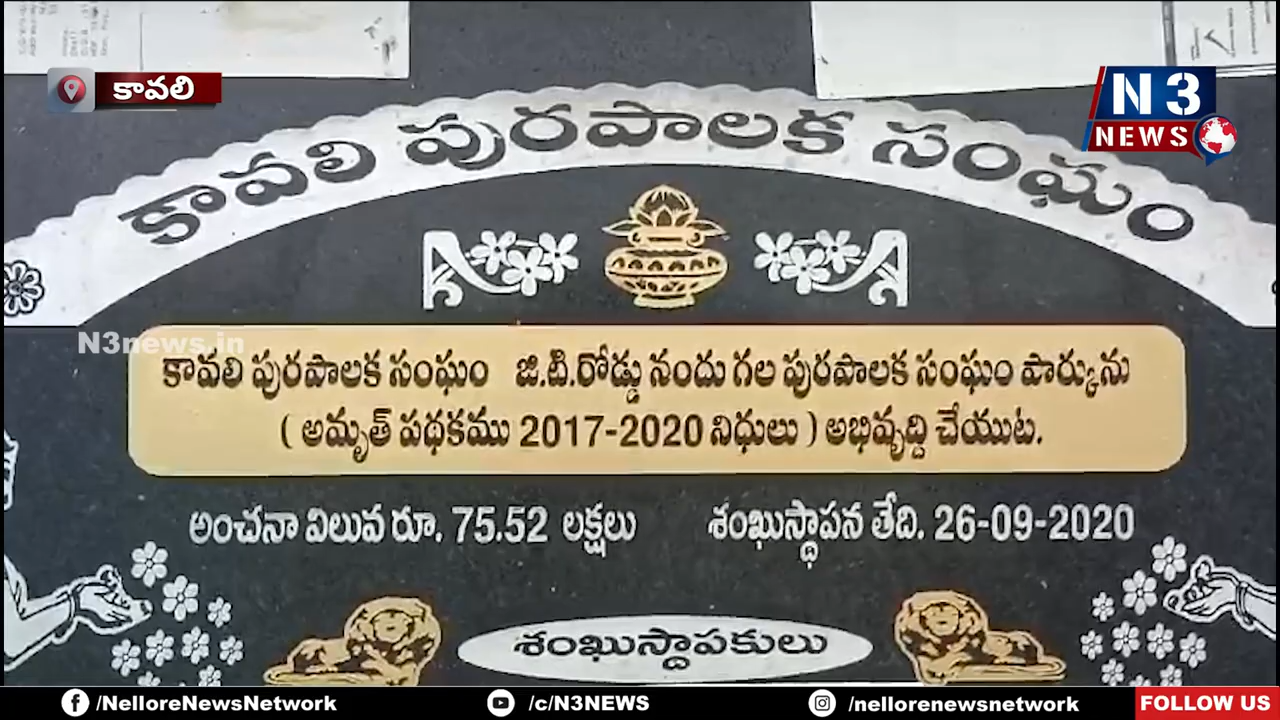 కావలి
N3
NEWS
కావలి పురపాలక సంఘం
N3news.in
కావలి పురపాలక సంఘం జి.టి.రోడ్డు నందు గల పురపాలక సంఘం పార్కును
( అమృత్ పథకము 2017-2020 నిధులు ) అభివృద్ది చేయుట.
అంచనా విలువ రూ. 75.52 లక్షలు శంఖుస్థాపన తేది. 26-09-2020
శంఖుస్దాపకులు
/NelloreNewsNetwork /c/N3NEWS /nellorenewsnetwork FOLLOW US